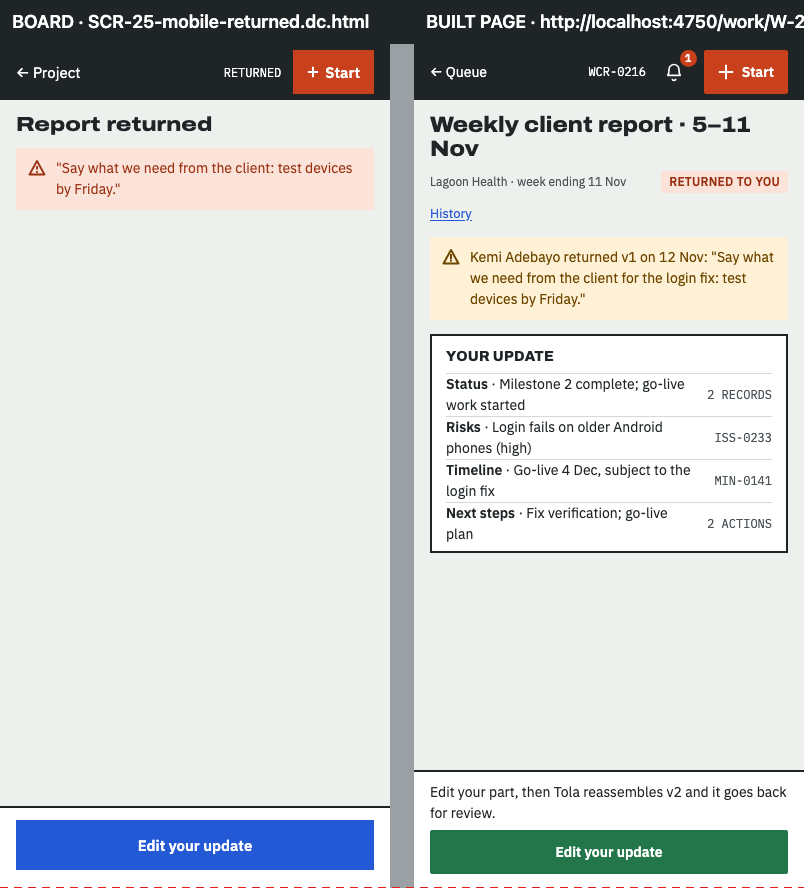 BOARD · SCR-25-mobile-returned.dc.html
← Project
RETURNED
+ Start
Report returned
"Say what we need from the client: test devices
by Friday."
Edit your update
BUILT PAGE · http://localhost:4750/work/W-2
← Queue
WCR-0216
1
+ Start
Weekly client report · 5–11
Nov
Lagoon Health · week ending 11 Nov
RETURNED TO YOU
History
Kemi Adebayo returned v1 on 12 Nov: "Say what
we need from the client for the login fix: test
devices by Friday."
YOUR UPDATE
Status · Milestone 2 complete; go-live
work started
2 RECORDS
Risks · Login fails on older Android
phones (high)
ISS-0233
Timeline · Go-live 4 Dec, subject to the
login fix
MIN-0141
Next steps · Fix verification; go-live
plan
2 ACTIONS
Edit your part, then Tola reassembles v2 and it goes back
for review.
Edit your update